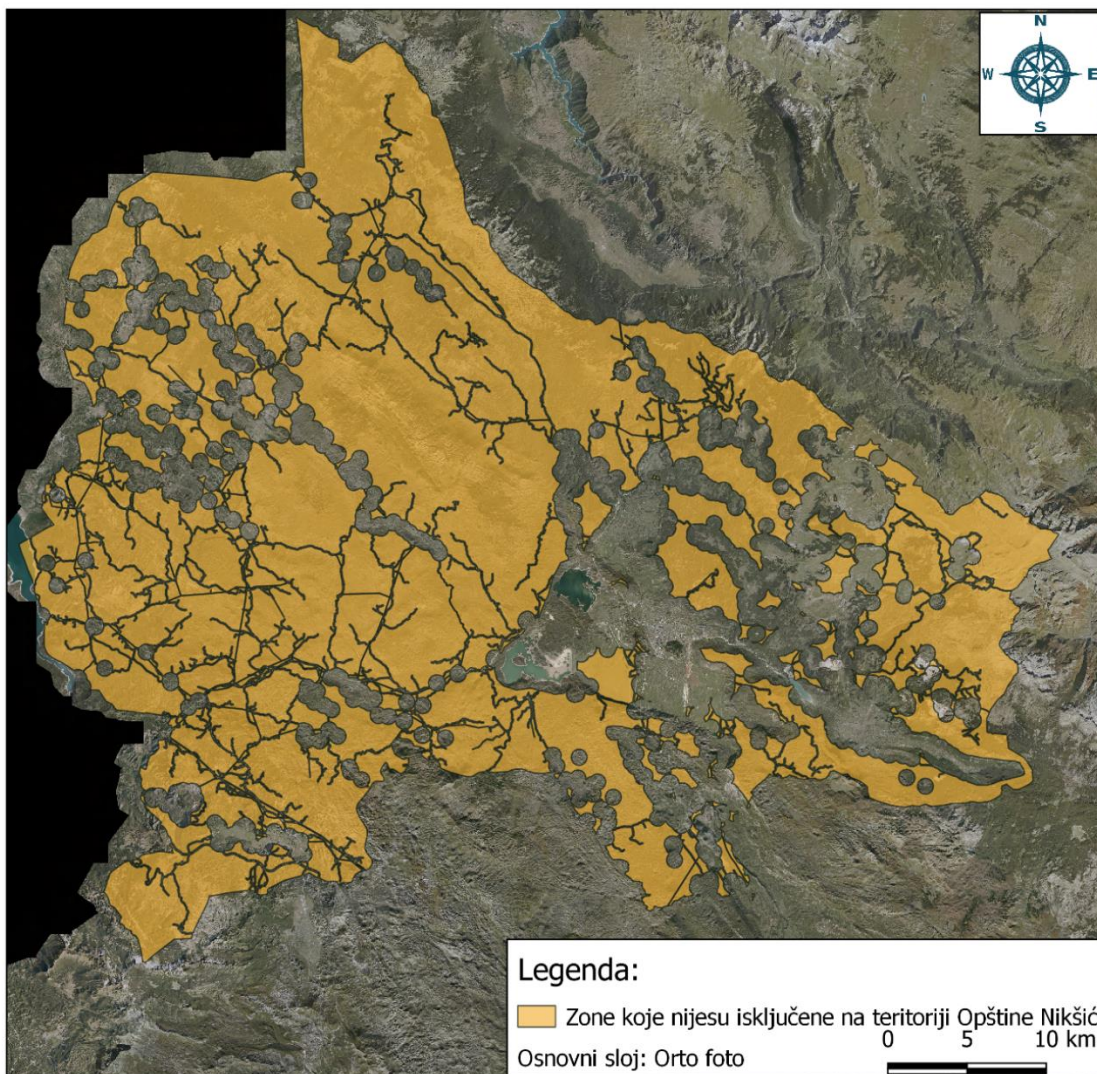 N
W E
S
Legenda:
Zone koje nijesu isključene na teritoriji Opštine Nikšić
0 5 10 km
Osnovni sloj: Orto foto